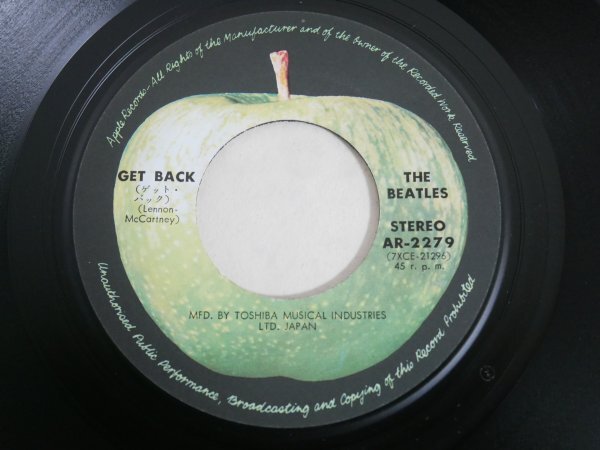 Apple Records-All Rights of the Manufacturer and of the Owner of the Recorded Work Reserved
GET BACK
(ゲット・
バック)
(Lennon-
McCartney)
THE
BEATLES
STEREO
AR-2279
(7XCE-21296)
45 r. p. m.
MFD. BY TOSHIBA MUSICAL INDUSTRIES
LTD. JAPAN
Unauthorised Public Performance, Broadcasting and Copying of this Record Prohibited